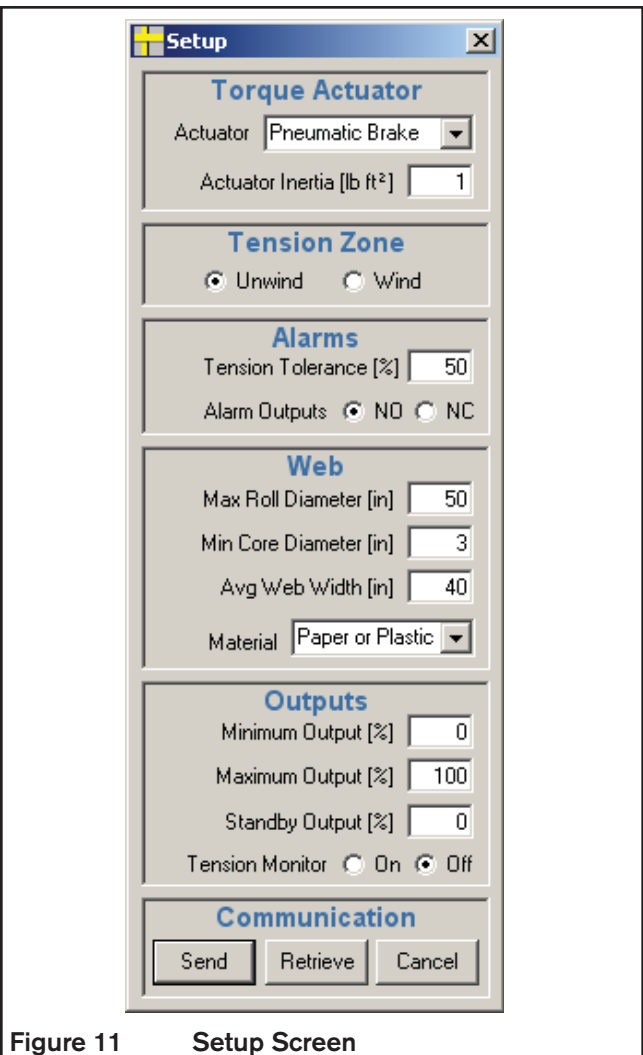 Setup
Torque Actuator
Actuator Pneumatic Brake
Actuator Inertia [lb ft²] 1
Tension Zone
Unwind Wind
Alarms
Tension Tolerance [%] 50
Alarm Outputs NO NC
Web
Max Roll Diameter [in] 50
Min Core Diameter [in] 3
Avg Web Width [in] 40
Material Paper or Plastic
Outputs
Minimum Output [%] 0
Maximum Output [%] 100
Standby Output [%] 0
Tension Monitor On Off
Communication
Send Retrieve Cancel
Figure 11 Setup Screen